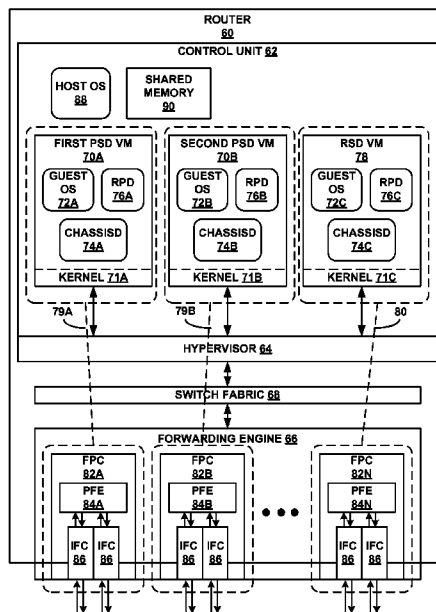 ROUTER
60
CONTROL UNIT 62
HOST OS
88
SHARED
MEMORY
90
FIRST PSD VM
70A
GUEST
OS
72A
RPD
76A
CHASSISD
74A
KERNEL 71A
SECOND PSD VM
70B
GUEST
OS
72B
RPD
76B
CHASSISD
74B
KERNEL 71B
RSD VM
78
GUEST
OS
72C
RPD
76C
CHASSISD
74C
KERNEL 71C
79A
79B
80
HYPERVISOR 64
SWITCH FABRIC 68
FORWARDING ENGINE 66
FPC
82A
PFE
84A
IFC
86
IFC
86
FPC
82B
PFE
84B
IFC
86
IFC
86
FPC
82N
PFE
84N
IFC
86
IFC
86